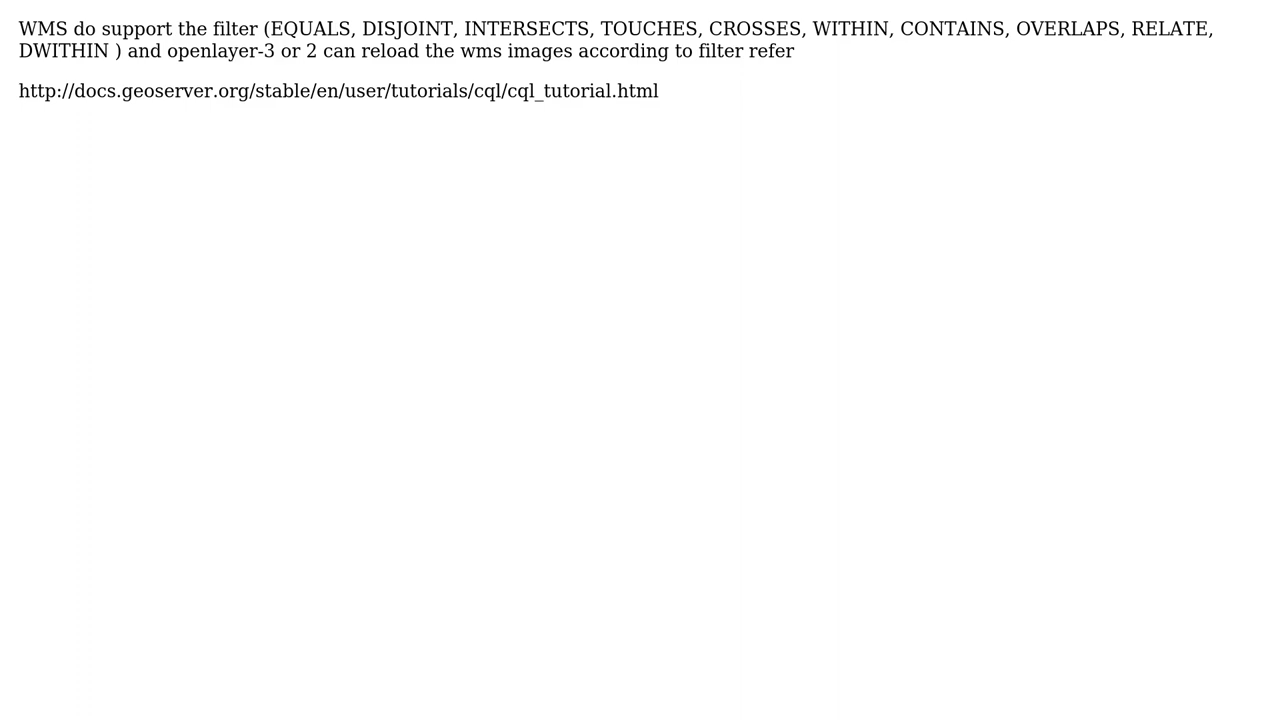 WMS do support the filter (EQUALS, DISJOINT, INTERSECTS, TOUCHES, CROSSES, WITHIN, CONTAINS, OVERLAPS, RELATE,
DWITHIN ) and openlayer-3 or 2 can reload the wms images according to filter refer
http://docs.geoserver.org/stable/en/user/tutorials/cql/cql_tutorial.html